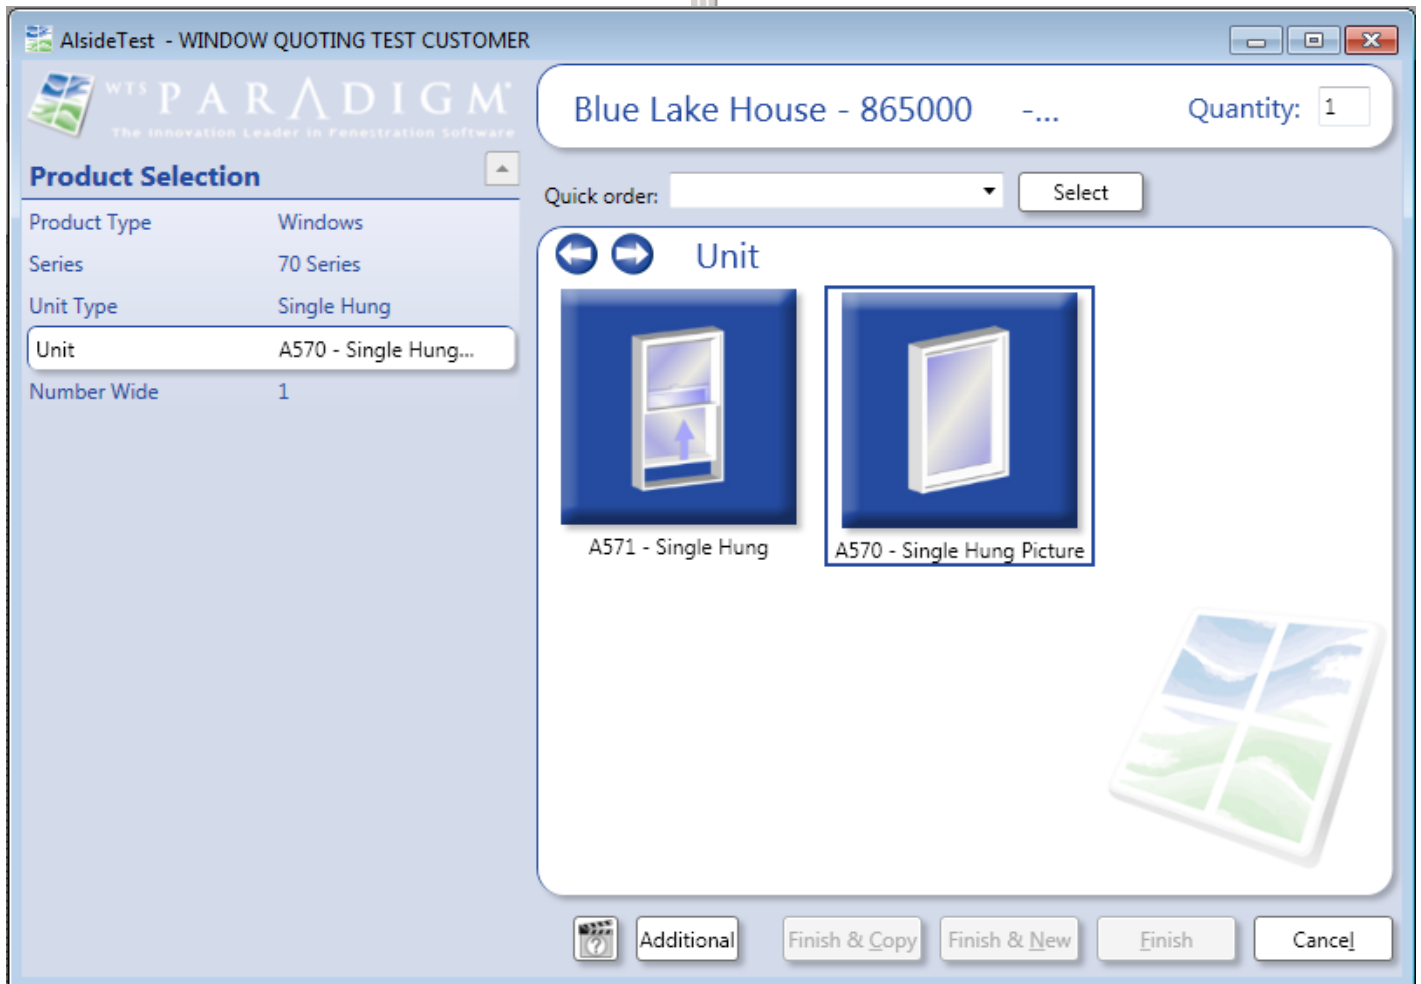 AlsideTest - WINDOW QUOTING TEST CUSTOMER
WTS PARADIGM
The Innovation Leader in Fenestration Software
Product Selection
Product Type Windows
Series 70 Series
Unit Type Single Hung
Unit A570 - Single Hung...
Number Wide 1
Blue Lake House - 865000 -... Quantity: 1
Quick order: Select
Unit
A571 - Single Hung
A570 - Single Hung Picture
Additional Finish & Copy Finish & New Finish Cancel